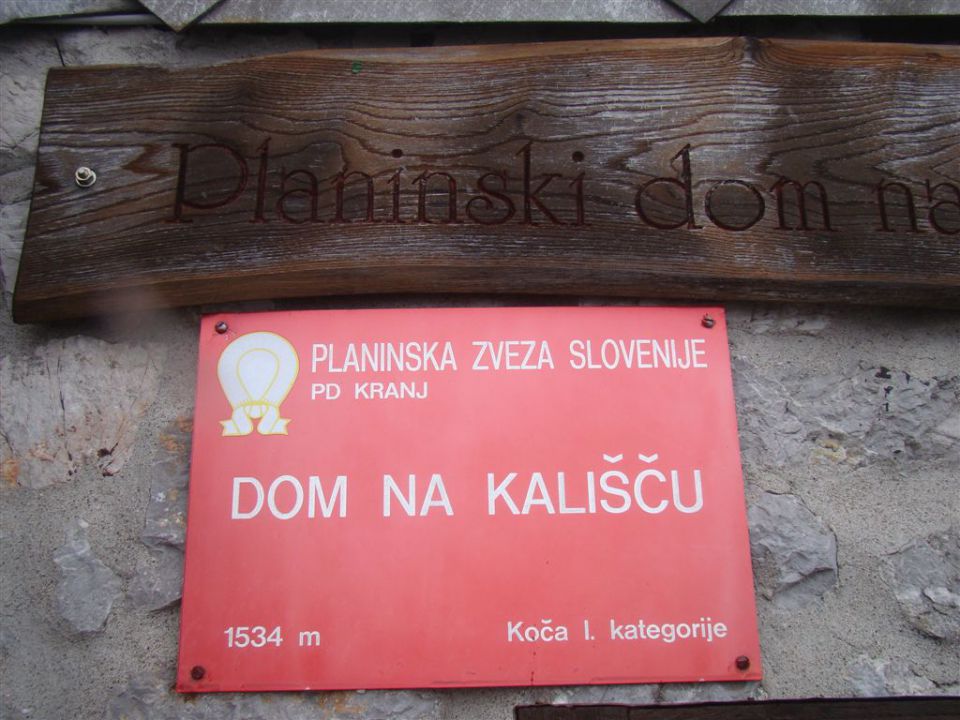 Planinski dom na
PLANINSKA ZVEZA SLOVENIJE
PD KRANJ
DOM NA KALIŠČU
1534 m
Koča I. kategorije